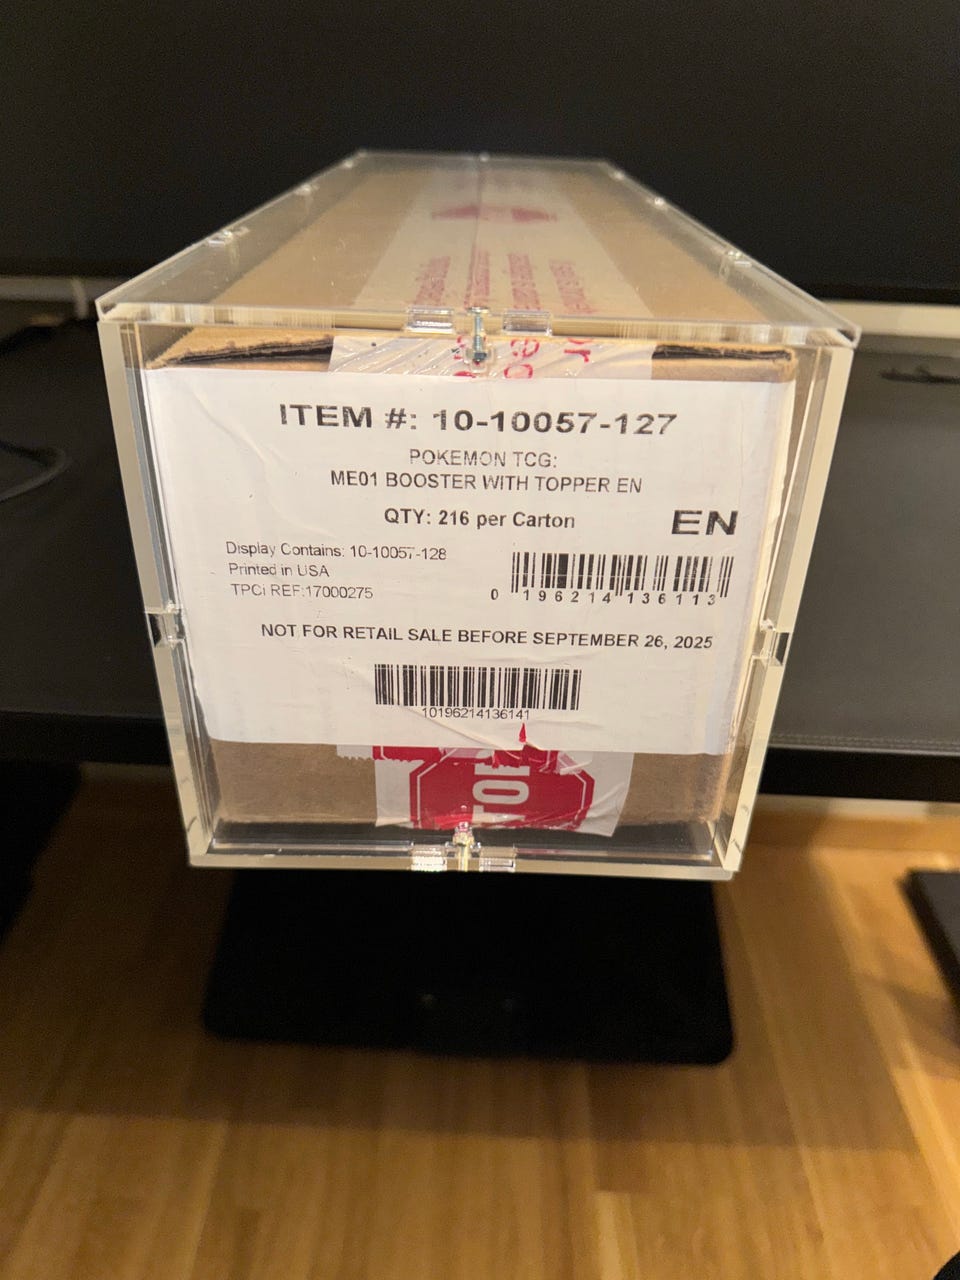 ITEM #: 10-10057-127
POKEMON TCG:
ME01 BOOSTER WITH TOPPER EN
QTY: 216 per Carton
EN
Display Contains: 10-10057-128
Printed in USA
TPCi REF:17000275
0 196214 136113
NOT FOR RETAIL SALE BEFORE SEPTEMBER 26, 2025
10196214136141